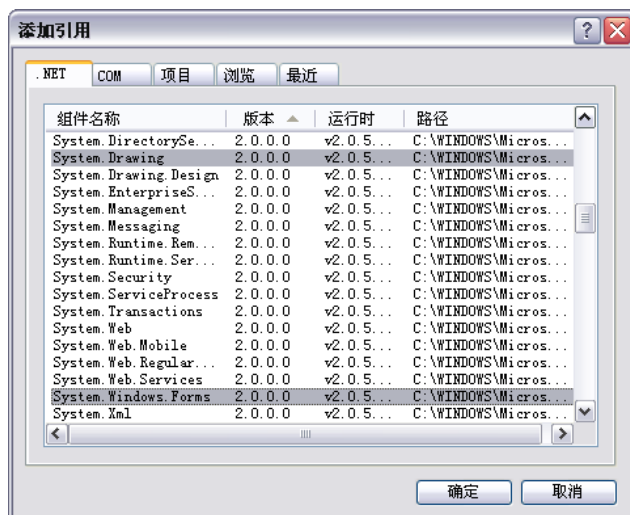 添加引用
.NET COM 项目 浏览 最近
组件名称 版本 运行时 路径
System.DirectorySe... 2.0.0.0 v2.0.5... C:\WINDOWS\Micros...
System.Drawing 2.0.0.0 v2.0.5... C:\WINDOWS\Micros...
System.Drawing.Design 2.0.0.0 v2.0.5... C:\WINDOWS\Micros...
System.EnterpriseS... 2.0.0.0 v2.0.5... C:\WINDOWS\Micros...
System.Management 2.0.0.0 v2.0.5... C:\WINDOWS\Micros...
System.Messaging 2.0.0.0 v2.0.5... C:\WINDOWS\Micros...
System.Runtime.Rem... 2.0.0.0 v2.0.5... C:\WINDOWS\Micros...
System.Runtime.Ser... 2.0.0.0 v2.0.5... C:\WINDOWS\Micros...
System.Security 2.0.0.0 v2.0.5... C:\WINDOWS\Micros...
System.ServiceProcess 2.0.0.0 v2.0.5... C:\WINDOWS\Micros...
System.Transactions 2.0.0.0 v2.0.5... C:\WINDOWS\Micros...
System.Web 2.0.0.0 v2.0.5... C:\WINDOWS\Micros...
System.Web.Mobile 2.0.0.0 v2.0.5... C:\WINDOWS\Micros...
System.Web.Regular... 2.0.0.0 v2.0.5... C:\WINDOWS\Micros...
System.Web.Services 2.0.0.0 v2.0.5... C:\WINDOWS\Micros...
System.Windows.Forms 2.0.0.0 v2.0.5... C:\WINDOWS\Micros...
System.Xml 2.0.0.0 v2.0.5... C:\WINDOWS\Micros...
确定 取消